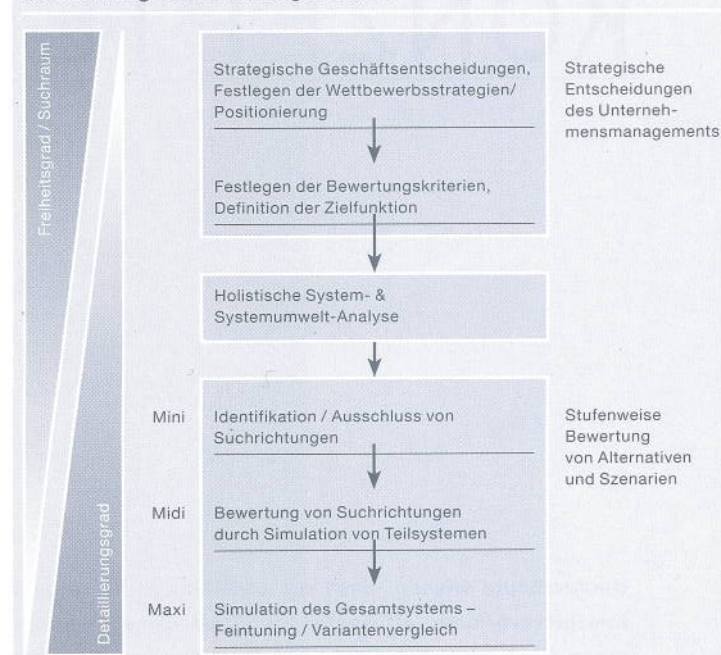 Freiheitsgrad / Suchraum
Strategische Geschäftsentscheidungen,
Festlegen der Wettbewerbsstrategien/
Positionierung
Strategische
Entscheidungen
des Unterneh-
mensmanagements
Festlegen der Bewertungskriterien,
Definition der Zielfunktion
Holistische System- &
Systemumwelt-Analyse
Mini
Identifikation / Ausschluss von
Suchrichtungen
Stufenweise
Bewertung
von Alternativen
und Szenarien
Midi
Bewertung von Suchrichtungen
durch Simulation von Teilsystemen
Detaillierungsgrad
Maxi
Simulation des Gesamtsystems –
Feintuning / Variantenvergleich